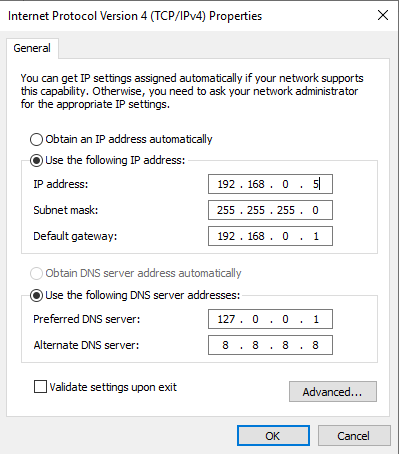 Internet Protocol Version 4 (TCP/IPv4) Properties
General
You can get IP settings assigned automatically if your network supports
this capability. Otherwise, you need to ask your network administrator
for the appropriate IP settings.
Obtain an IP address automatically
Use the following IP address:
IP address: 192 . 168 . 0 . 5
Subnet mask: 255 . 255 . 255 . 0
Default gateway: 192 . 168 . 0 . 1
Obtain DNS server address automatically
Use the following DNS server addresses:
Preferred DNS server: 127 . 0 . 0 . 1
Alternate DNS server: 8 . 8 . 8 . 8
Validate settings upon exit
Advanced...
OK Cancel